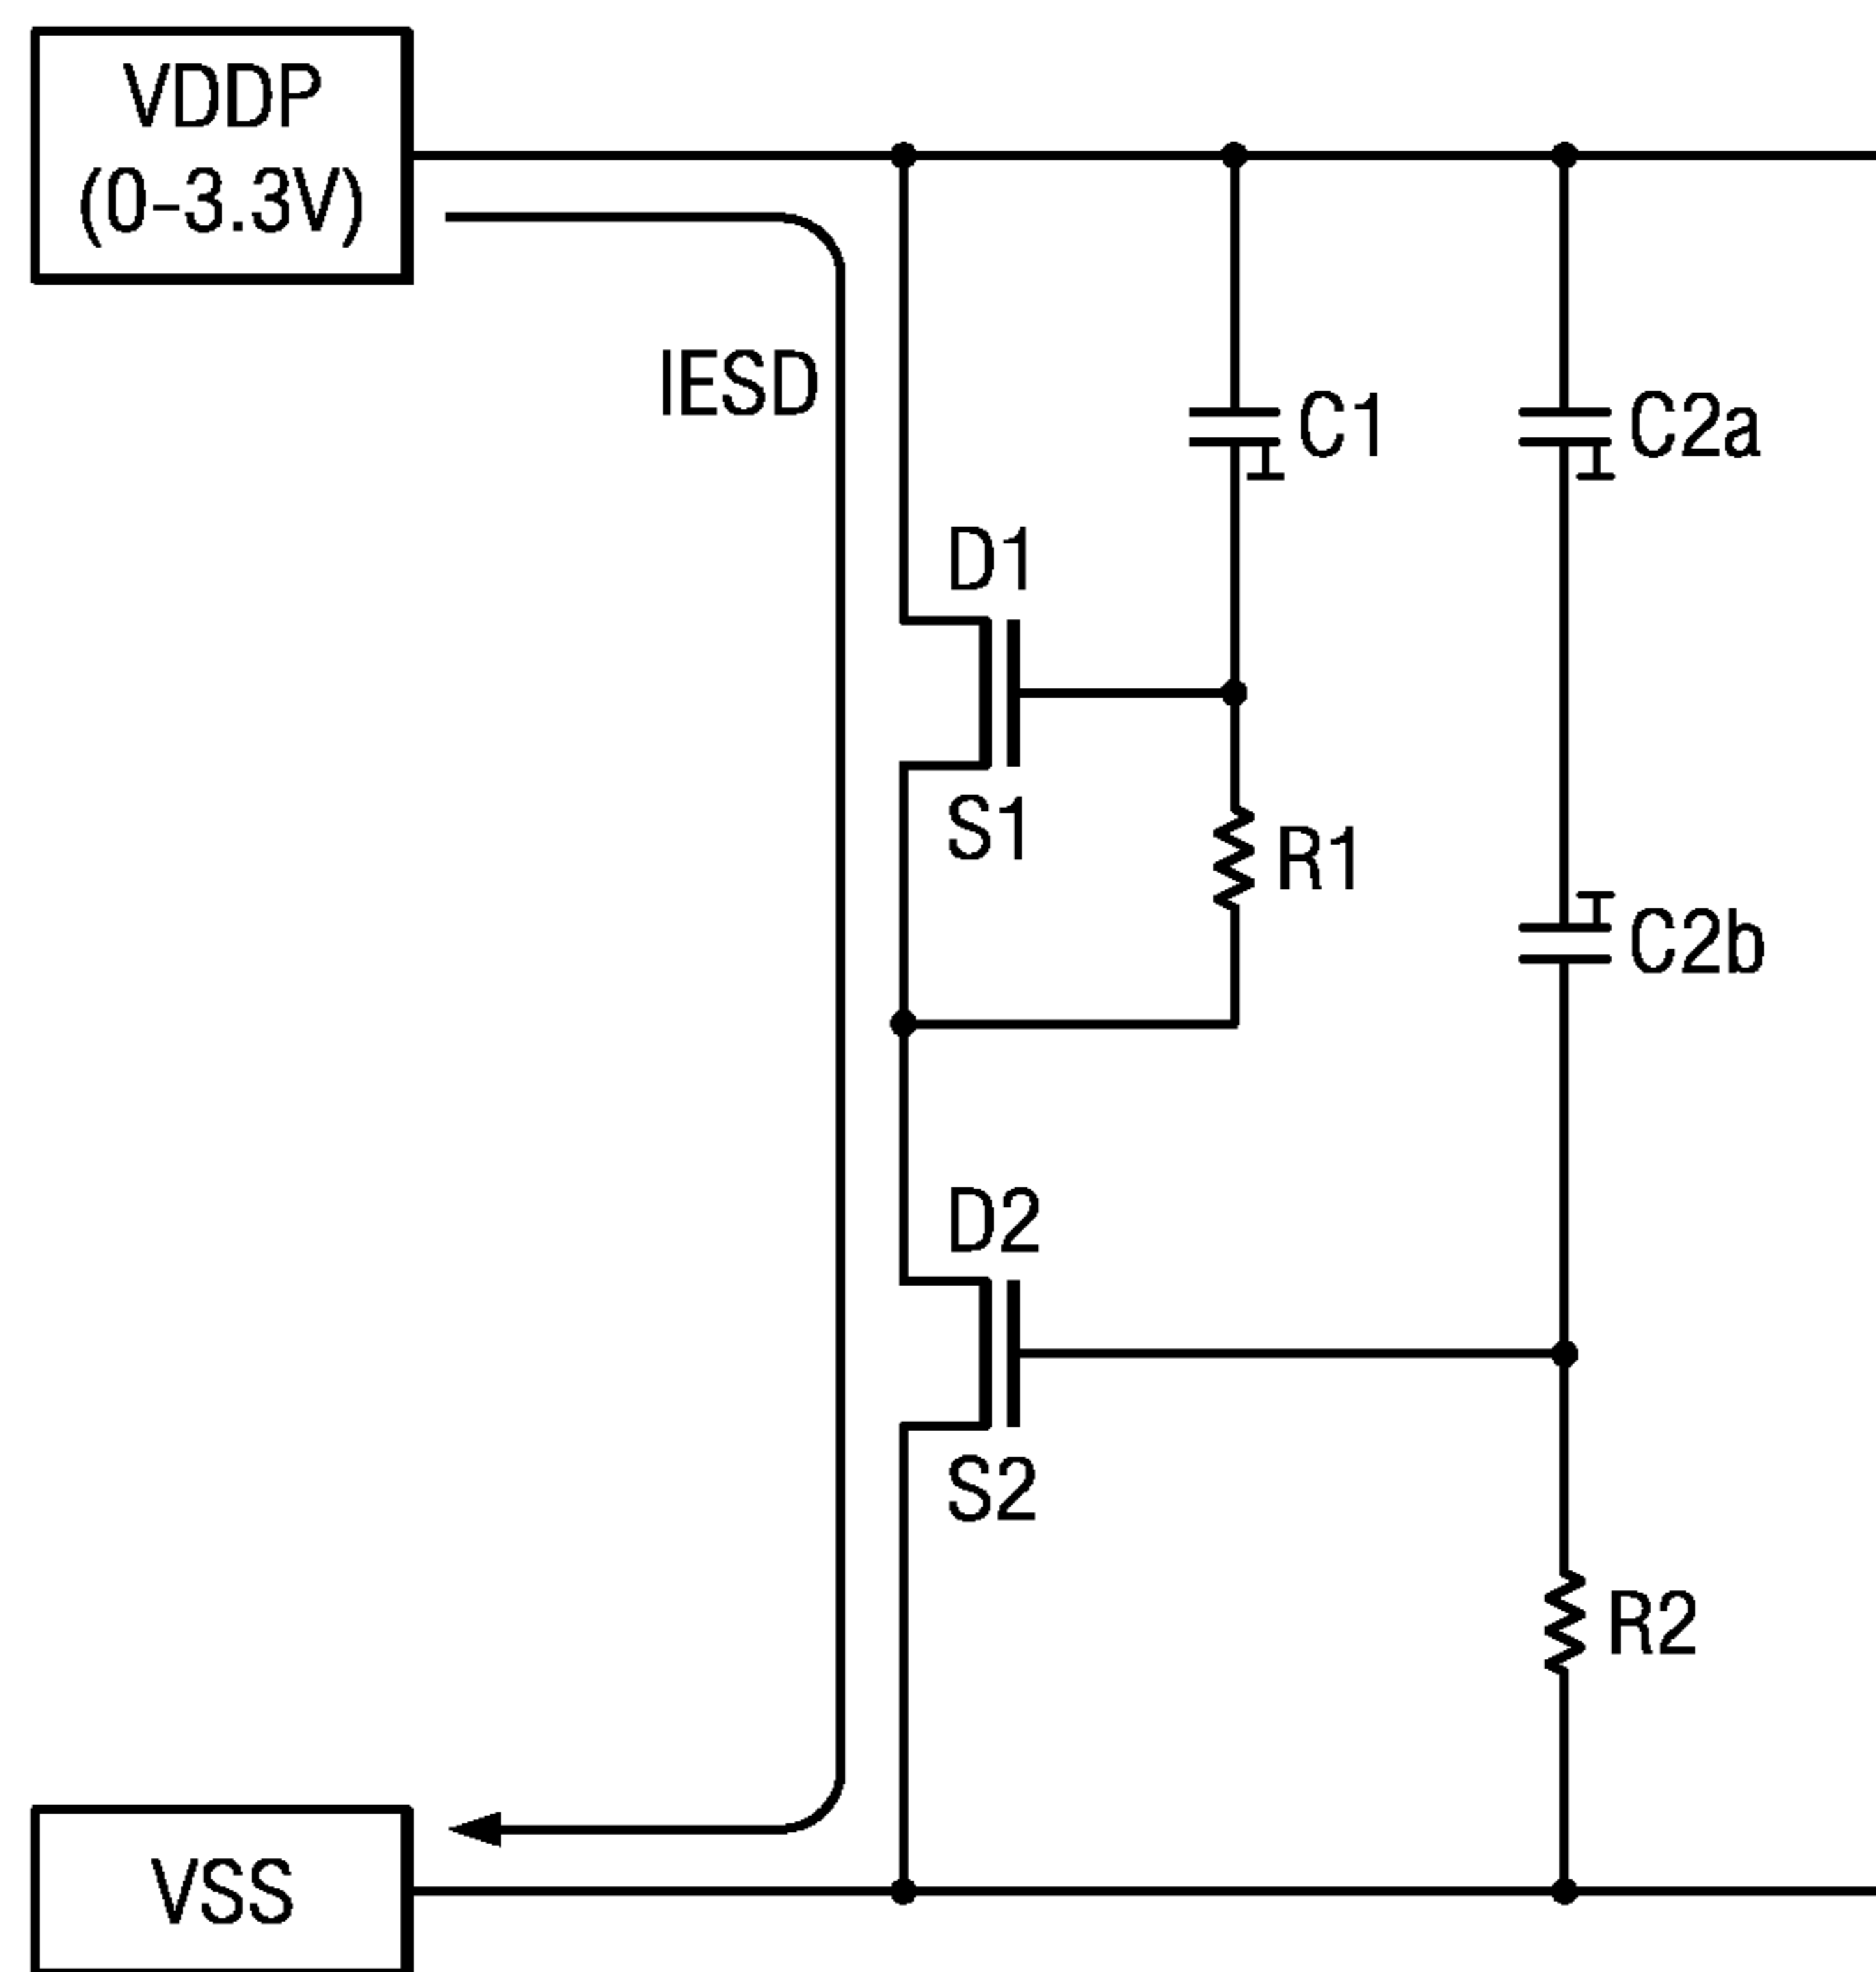 VDDP
(0-3.3V)
IESD
C1
C2a
D1
S1
R1
C2b
D2
S2
R2
VSS